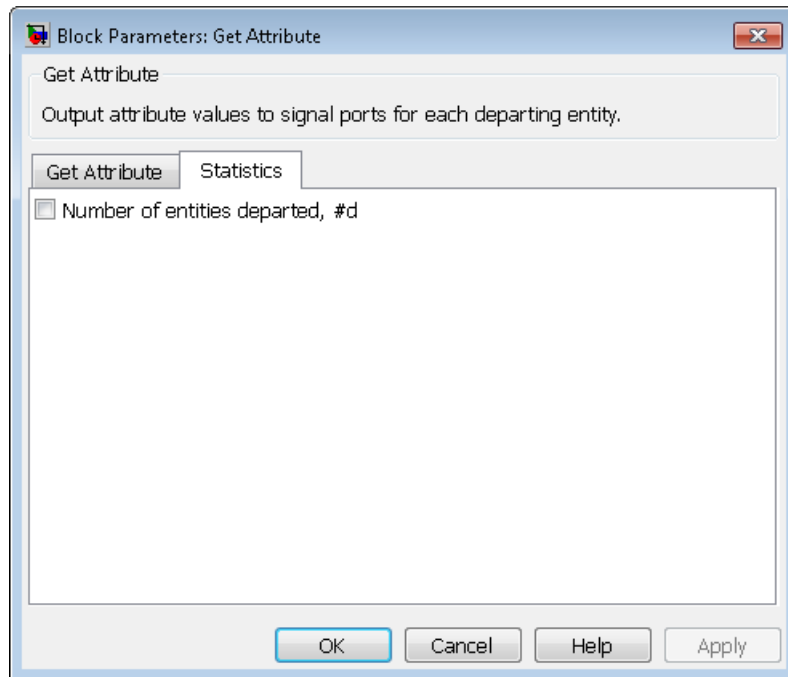 Block Parameters: Get Attribute
Get Attribute
Output attribute values to signal ports for each departing entity.
Get Attribute Statistics
Number of entities departed, #d
OK Cancel Help Apply